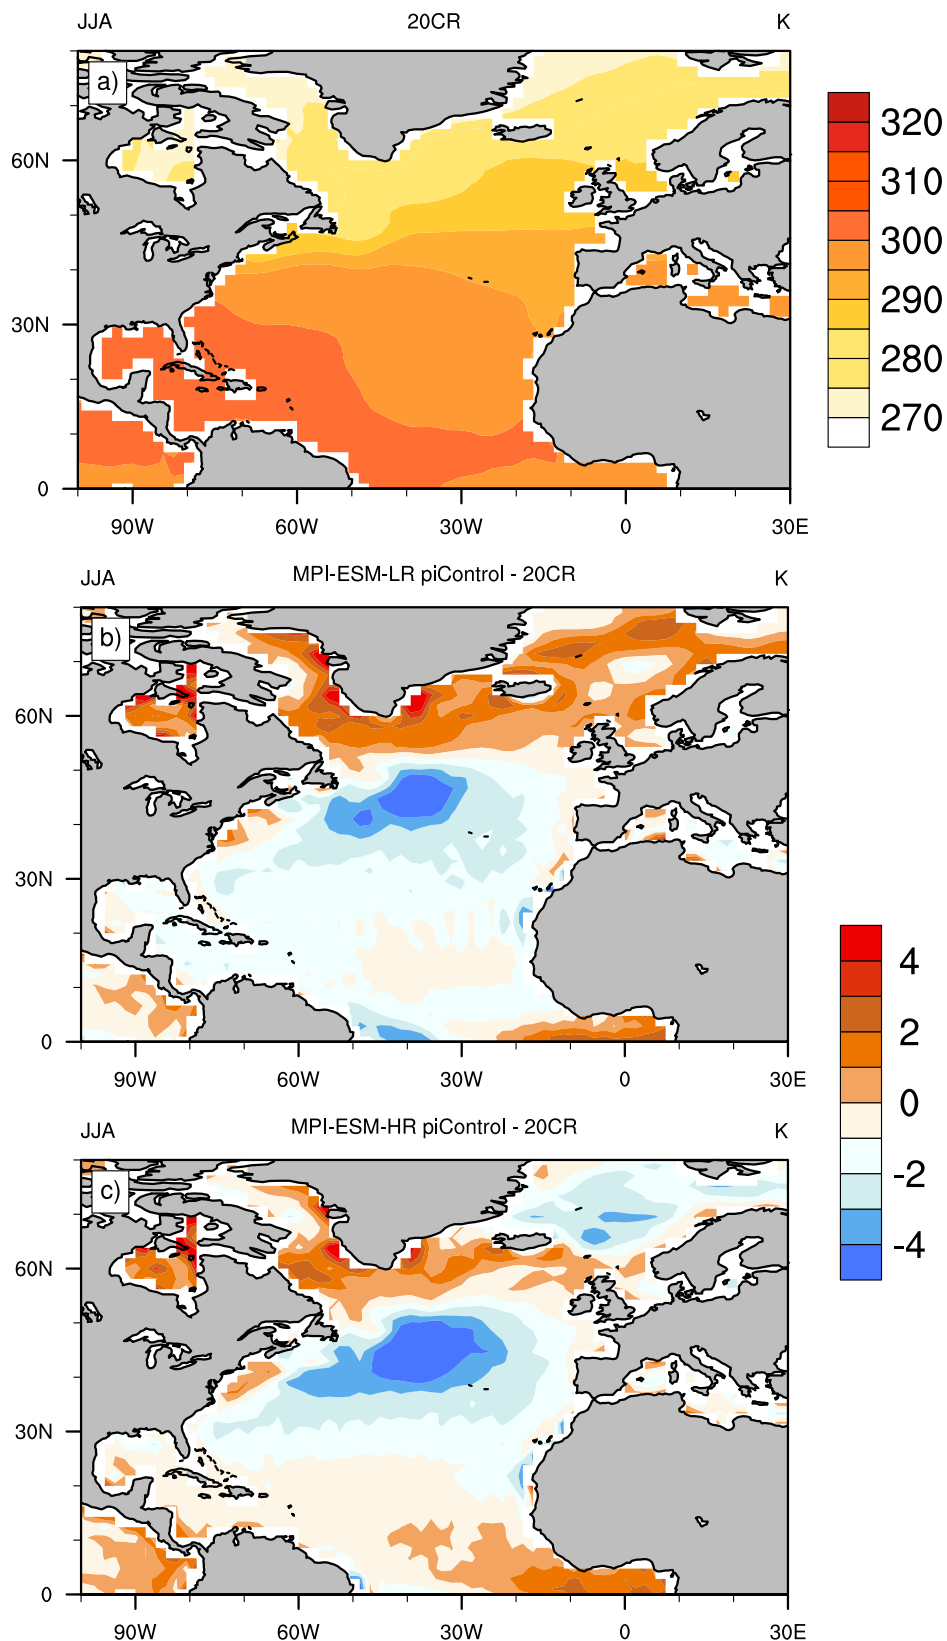 JJA 20CR K
a)
60N
30N
0
90W 60W 30W 0 30E
320
310
300
290
280
270
JJA MPI-ESM-LR piControl - 20CR K
b)
60N
30N
0
90W 60W 30W 0 30E
JJA MPI-ESM-HR piControl - 20CR K
c)
60N
30N
0
90W 60W 30W 0 30E
4
2
0
-2
-4